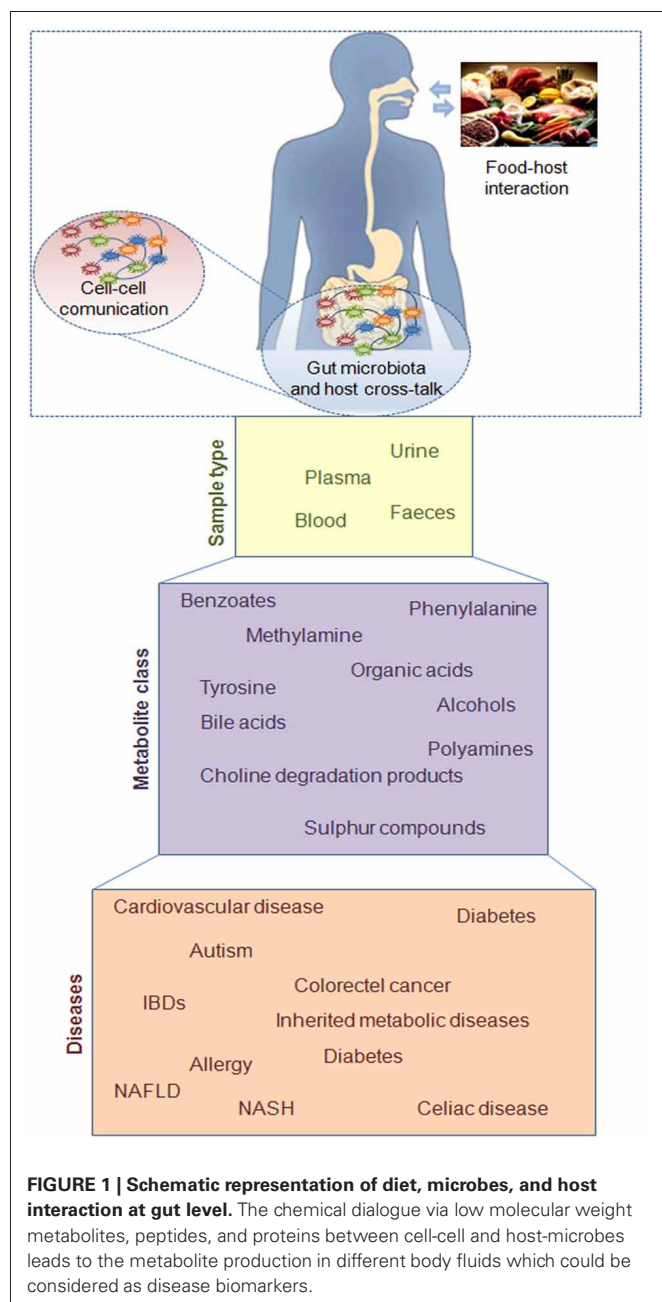 Food-host
interaction
Cell-cell
comunication
Gut microbiota
and host cross-talk
Sample type
Urine
Plasma
Blood
Faeces
Metabolite class
Benzoates
Phenylalanine
Methylamine
Organic acids
Tyrosine
Alcohols
Bile acids
Polyamines
Choline degradation products
Sulphur compounds
Diseases
Cardiovascular disease
Diabetes
Autism
Colorectel cancer
IBDs
Inherited metabolic diseases
Diabetes
Allergy
NAFLD
NASH
Celiac disease
FIGURE 1 | Schematic representation of diet, microbes, and host
interaction at gut level. The chemical dialogue via low molecular weight
metabolites, peptides, and proteins between cell-cell and host-microbes
leads to the metabolite production in different body fluids which could be
considered as disease biomarkers.